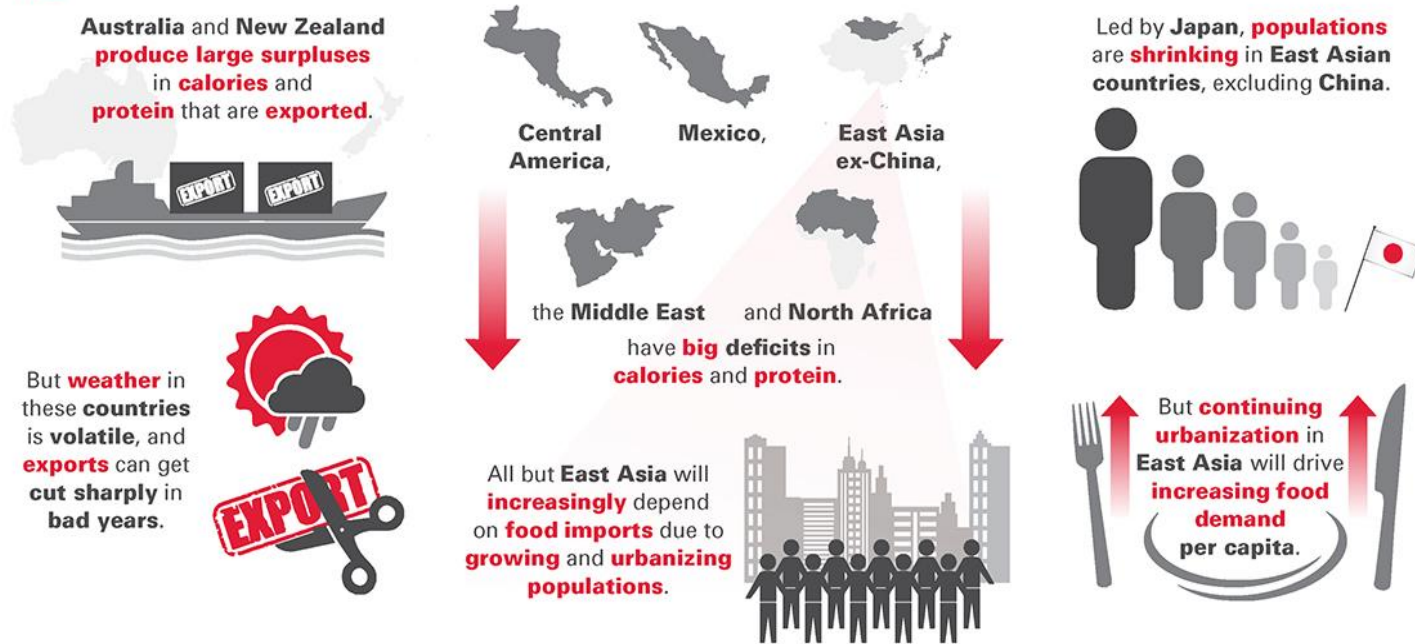 Australia and New Zealand
produce large surpluses
in calories and
protein that are exported.
EXPORT
EXPORT
But weather in
these countries
is volatile, and
exports can get
cut sharply in
bad years.
EXPORT
Central
America,
Mexico,
East Asia
ex-China,
the Middle East
and North Africa
have big deficits in
calories and protein.
All but East Asia will
increasingly depend
on food imports due to
growing and urbanizing
populations.
Led by Japan, populations
are shrinking in East Asian
countries, excluding China.
But continuing
urbanization in
East Asia will drive
increasing food
demand
per capita.